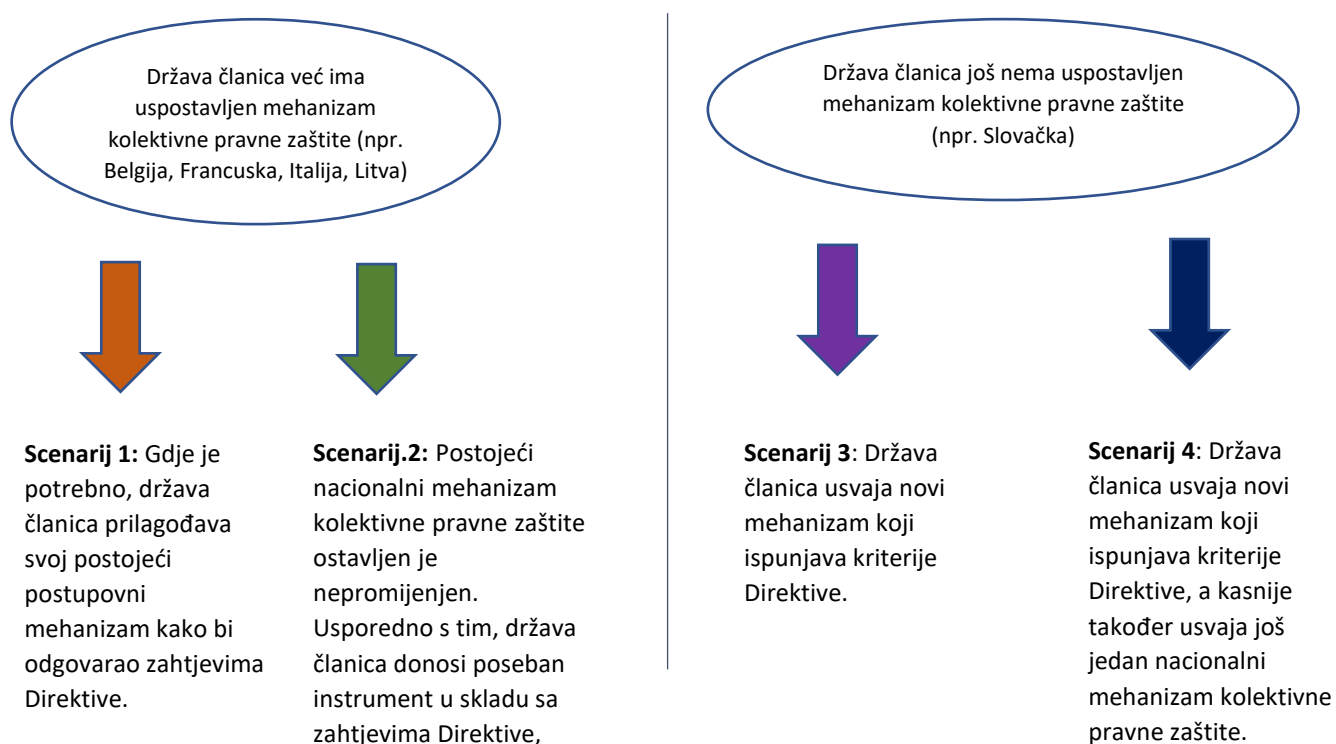 Država članica već ima
uspostavljen mehanizam
kolektivne pravne zaštite (npr.
Belgija, Francuska, Italija, Litva)
Država članica još nema uspostavljen
mehanizam kolektivne pravne zaštite
(npr. Slovačka)
Scenarij 1: Gdje je
potrebno, država
članica prilagođava
svoj postojeći
postupovni
mehanizam kako bi
odgovarao zahtjevima
Direktive.
Scenarij.2: Postojeći
nacionalni mehanizam
kolektivne pravne zaštite
ostavljen je
nepromijenjen.
Usporedno s tim, država
članica donosi poseban
instrument u skladu sa
zahtjevima Direktive,
Scenarij 3: Država
članica usvaja novi
mehanizam koji
ispunjava kriterije
Direktive.
Scenarij 4: Država
članica usvaja novi
mehanizam koji
ispunjava kriterije
Direktive, a kasnije
također usvaja još
jedan nacionalni
mehanizam kolektivne
pravne zaštite.